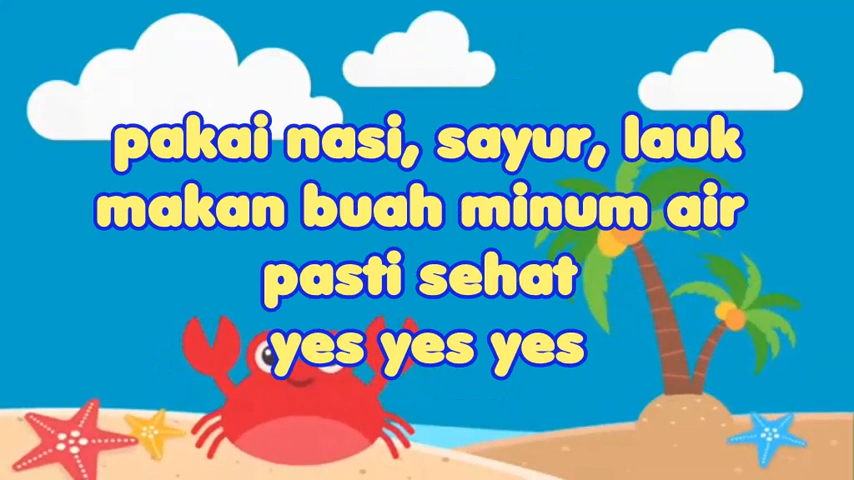 pakai nasi, sayur, lauk
makan buah minum air
pasti sehat
yes yes yes